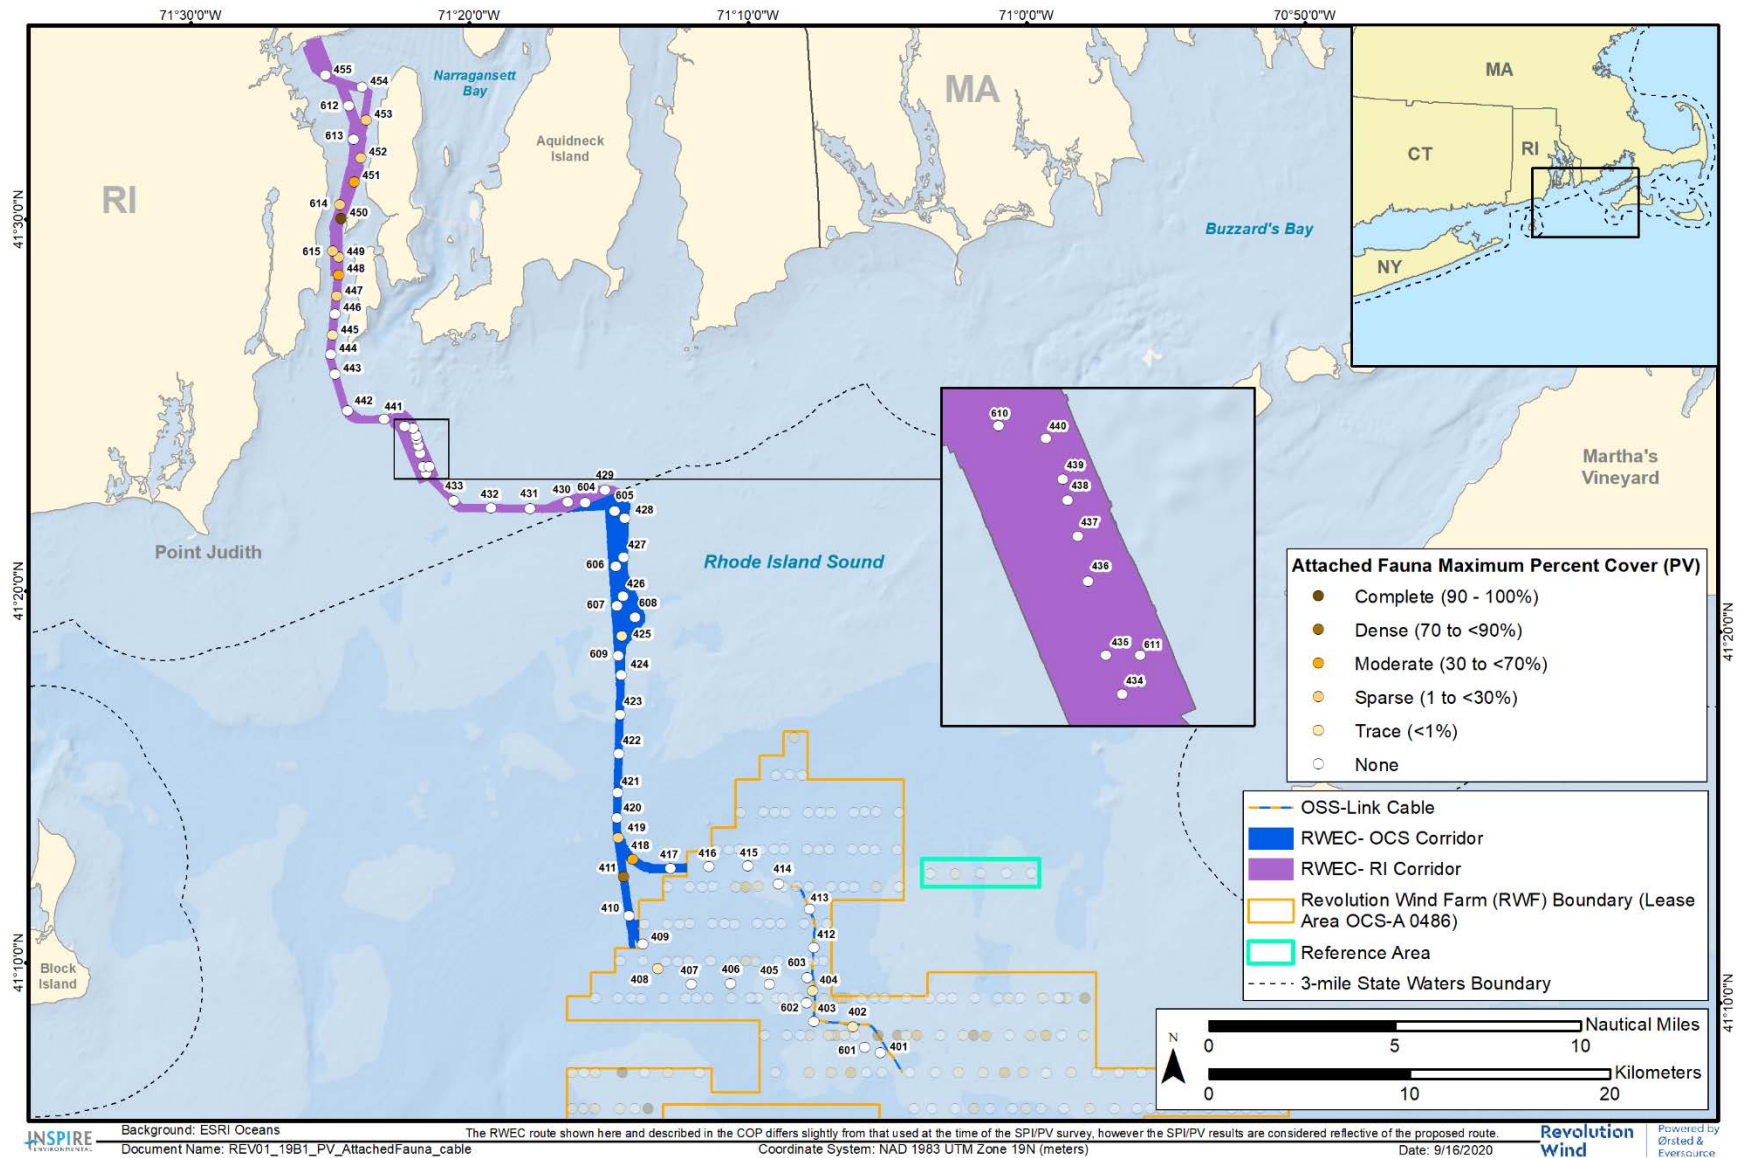 71°30'0"W
71°20'0"W
71°10'0"W
71°0'0"W
70°50'0"W
455
454
Narragansett
Bay
MA
612
453
613
Aquidneck
Island
452
451
RI
614
450
615
449
448
447
446
445
444
443
442
441
41°30'0"N
41°20'0"N
41°10'0"N
Buzzard's Bay
MA
CT
RI
NY
610
440
439
438
437
436
435
611
434
433
432
431
430
604
429
605
428
Martha's
Vineyard
Point Judith
Rhode Island Sound
427
606
426
607
608
425
609
424
423
422
421
420
419
418
411
417
416
415
414
410
413
409
412
408
407
406
405
603
404
602
403
402
601
401
Block
Island
Attached Fauna Maximum Percent Cover (PV)
Complete (90 - 100%)
Dense (70 to <90%)
Moderate (30 to <70%)
Sparse (1 to <30%)
Trace (<1%)
None
OSS-Link Cable
RWEC- OCS Corridor
RWEC- RI Corridor
Revolution Wind Farm (RWF) Boundary (Lease
Area OCS-A 0486)
Reference Area
3-mile State Waters Boundary
41°20'0"N
41°10'0"N
N
Nautical Miles
0 5 10
Kilometers
0 10 20
INSPIRE
ENVIRONMENTAL
Background: ESRI Oceans
The RWEC route shown here and described in the COP differs slightly from that used at the time of the SPI/PV survey, however the SPI/PV results are considered reflective of the proposed route.
Document Name: REV01_19B1_PV_AttachedFauna_cable
Coordinate System: NAD 1983 UTM Zone 19N (meters)
Date: 9/16/2020
Revolution
Wind
Powered by
Ørsted &
Eversource